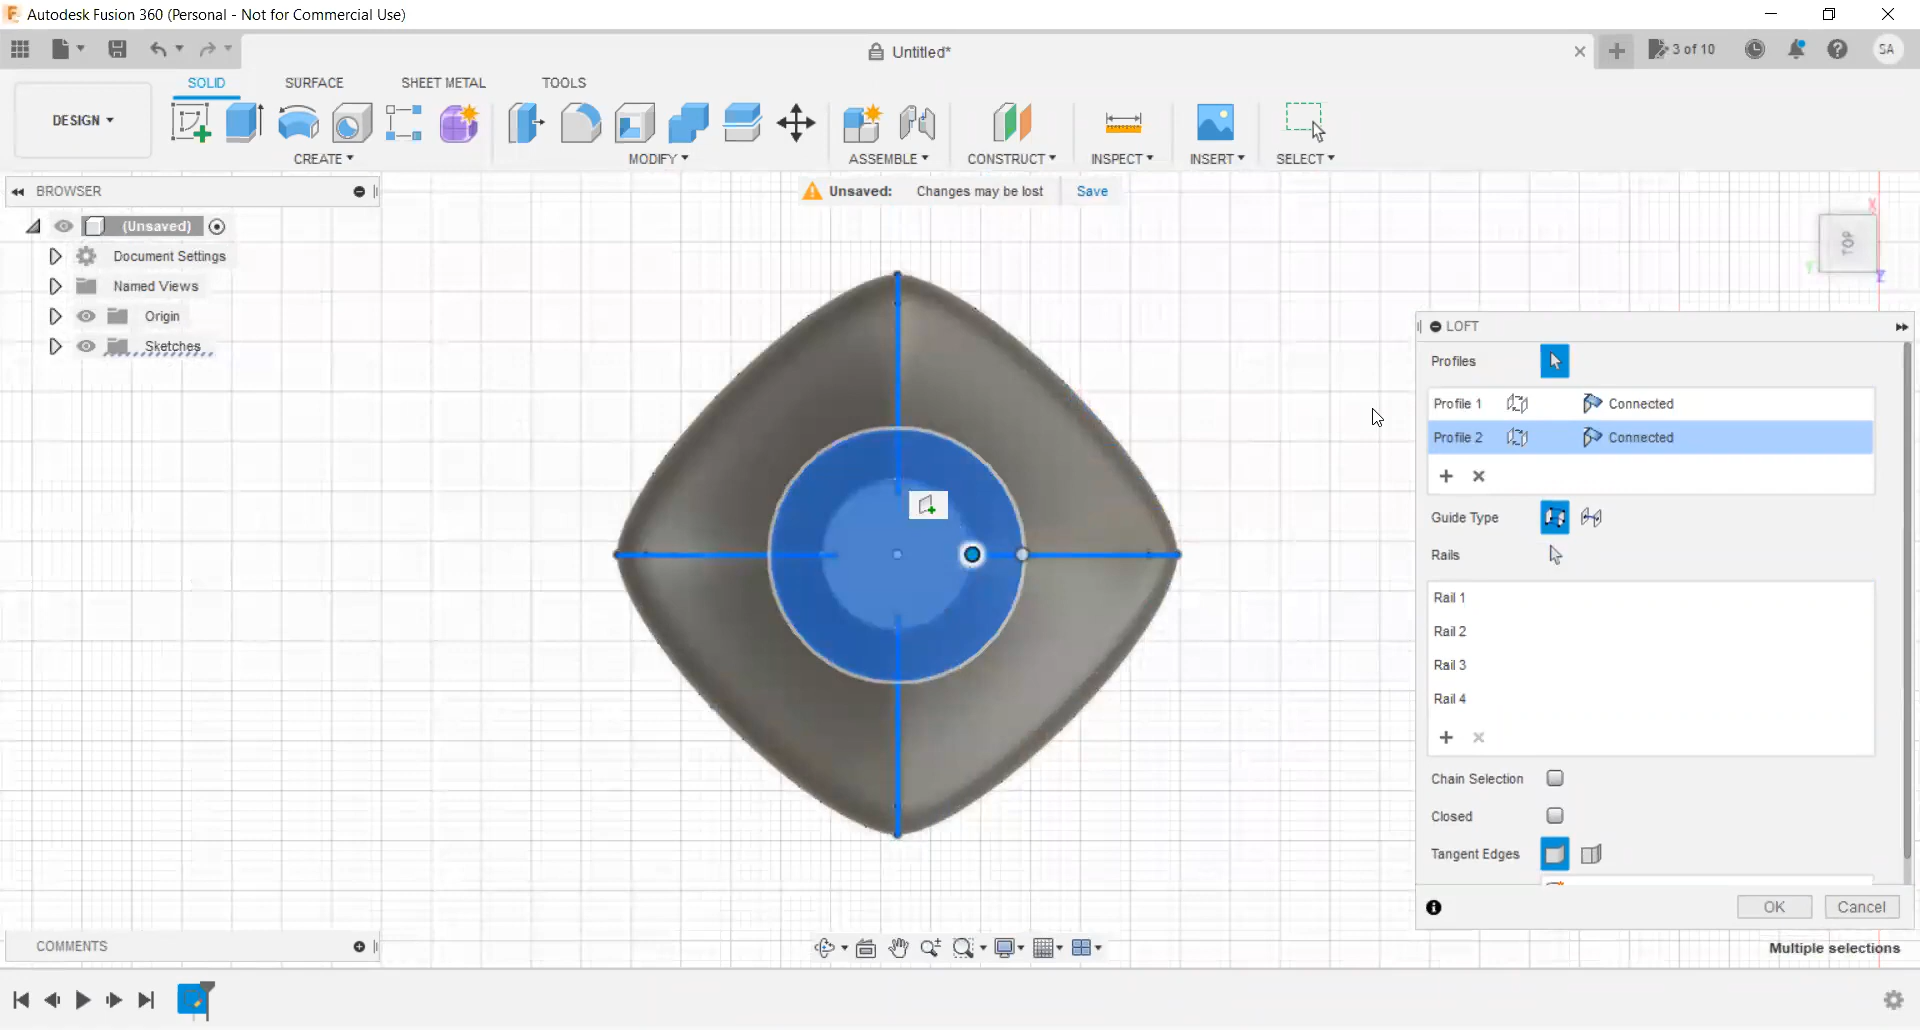 Autodesk Fusion 360 (Personal - Not for Commercial Use)
Untitled*
3 of 10
SA
DESIGN
SOLID
SURFACE
SHEET METAL
TOOLS
CREATE
MODIFY
ASSEMBLE
CONSTRUCT
INSPECT
INSERT
SELECT
BROWSER
Unsaved: Changes may be lost
Save
(Unsaved)
Document Settings
Named Views
Origin
Sketches
X
TOP
Y
Z
LOFT
Profiles
Profile 1 Connected
Profile 2 Connected
Guide Type
Rails
Rail 1
Rail 2
Rail 3
Rail 4
Chain Selection
Closed
Tangent Edges
OK
Cancel
COMMENTS
Multiple selections